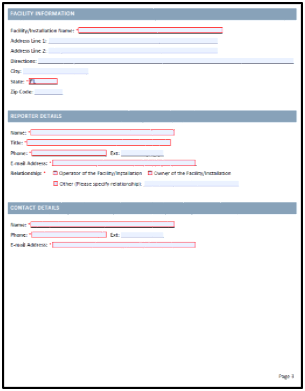 FACILITY INFORMATION
Facility/Installation Name: *
Address Line 1:
Address Line 2:
Directions:
City:
State: * FL
Zip Code:
REPORTER DETAILS
Name: *
Title: *
Phone: * Ext:
E-mail Address: *
Relationship: * Operator of the Facility/Installation Owner of the Facility/Installation
Other (Please specify relationship)
CONTACT DETAILS
Name: *
Phone: * Ext:
E-mail Address: *
Page 3